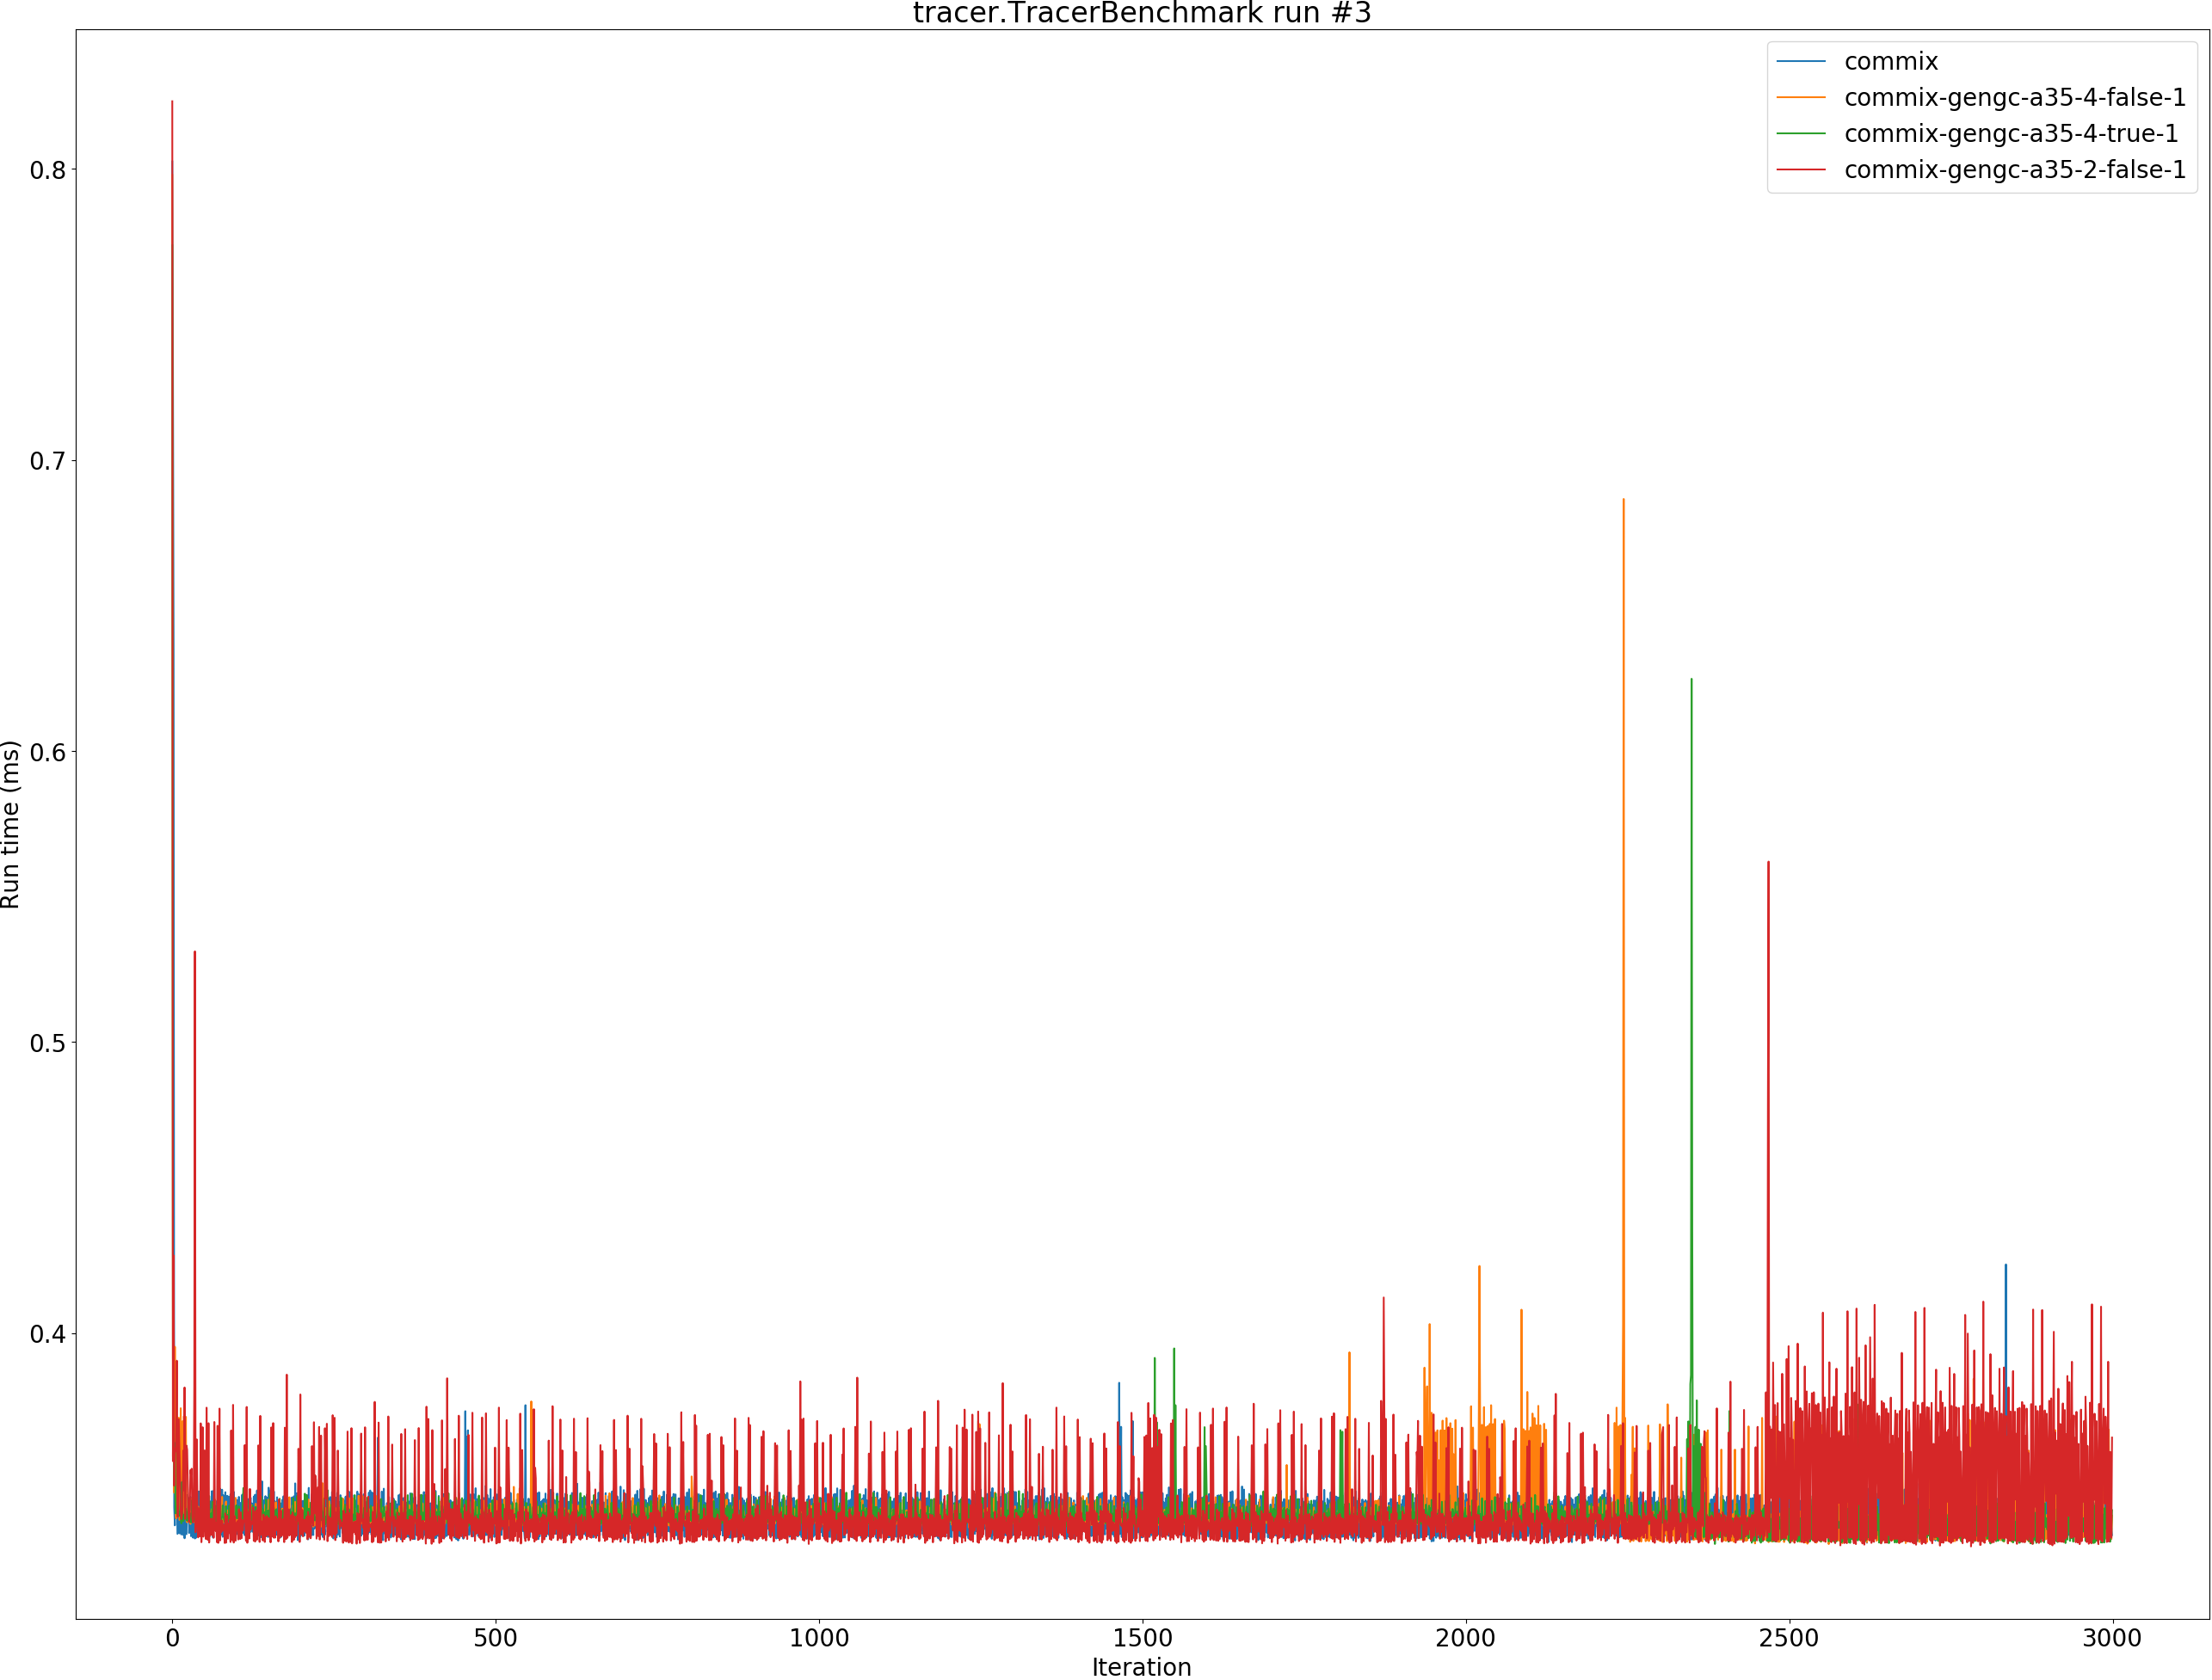 tracer.TracerBenchmark run #3
commix
commix-gengc-a35-4-false-1
commix-gengc-a35-4-true-1
commix-gengc-a35-2-false-1
Run time (ms)
0.8
0.7
0.6
0.5
0.4
0 500 1000 1500 2000 2500 3000
Iteration